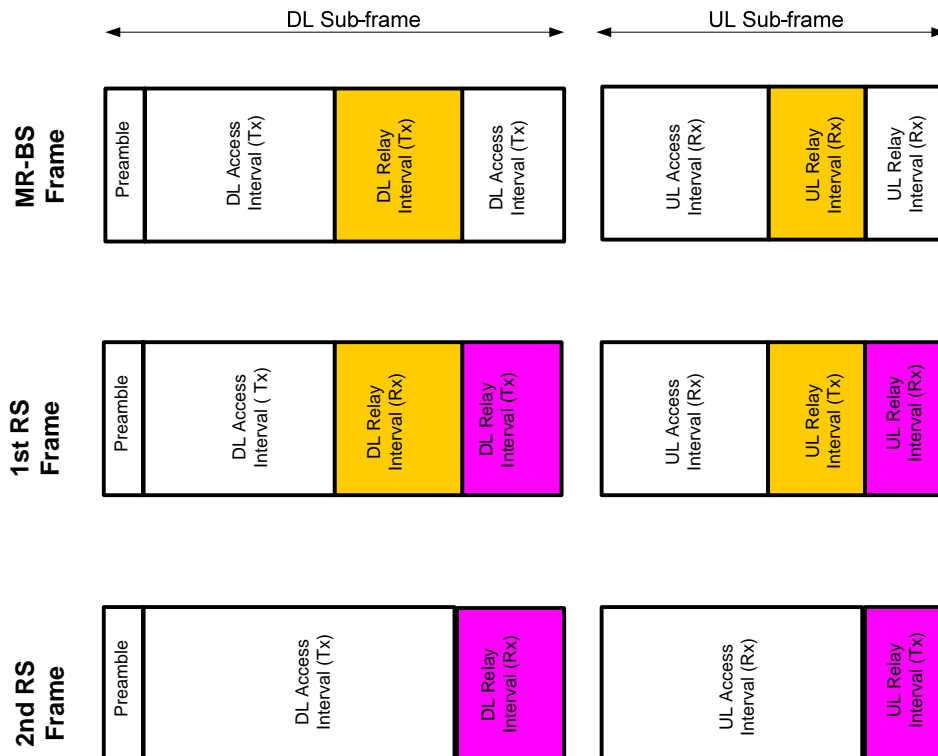 DL Sub-frame
UL Sub-frame
MR-BS
Frame
Preamble
DL Access
Interval (Tx)
DL Relay
Interval (Tx)
DL Access
Interval (Tx)
UL Access
Interval (Rx)
UL Relay
Interval (Rx)
UL Relay
Interval (Rx)
1st RS
Frame
Preamble
DL Access
Interval ( Tx)
DL Relay
Interval (Rx)
DL Relay
Interval (Tx)
UL Access
Interval (Rx)
UL Relay
Interval (Tx)
UL Relay
Interval (Rx)
2nd RS
Frame
Preamble
DL Access
Interval (Tx)
DL Relay
Interval (Rx)
UL Access
Interval (Rx)
UL Relay
Interval (Tx)